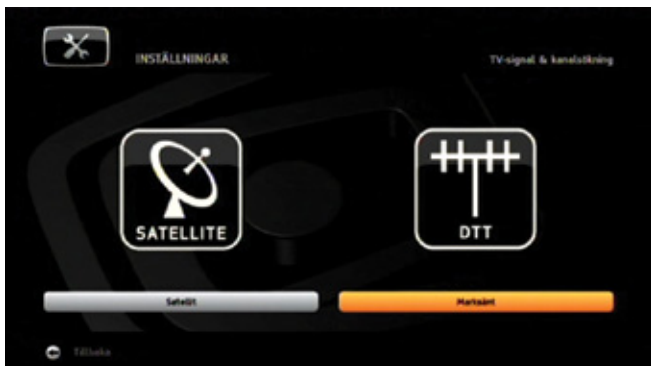 INSTÄLLNINGAR
TV-signal & kanalsökning
SATELLITE
DTT
Satellit
Marksänt
Tillbaka